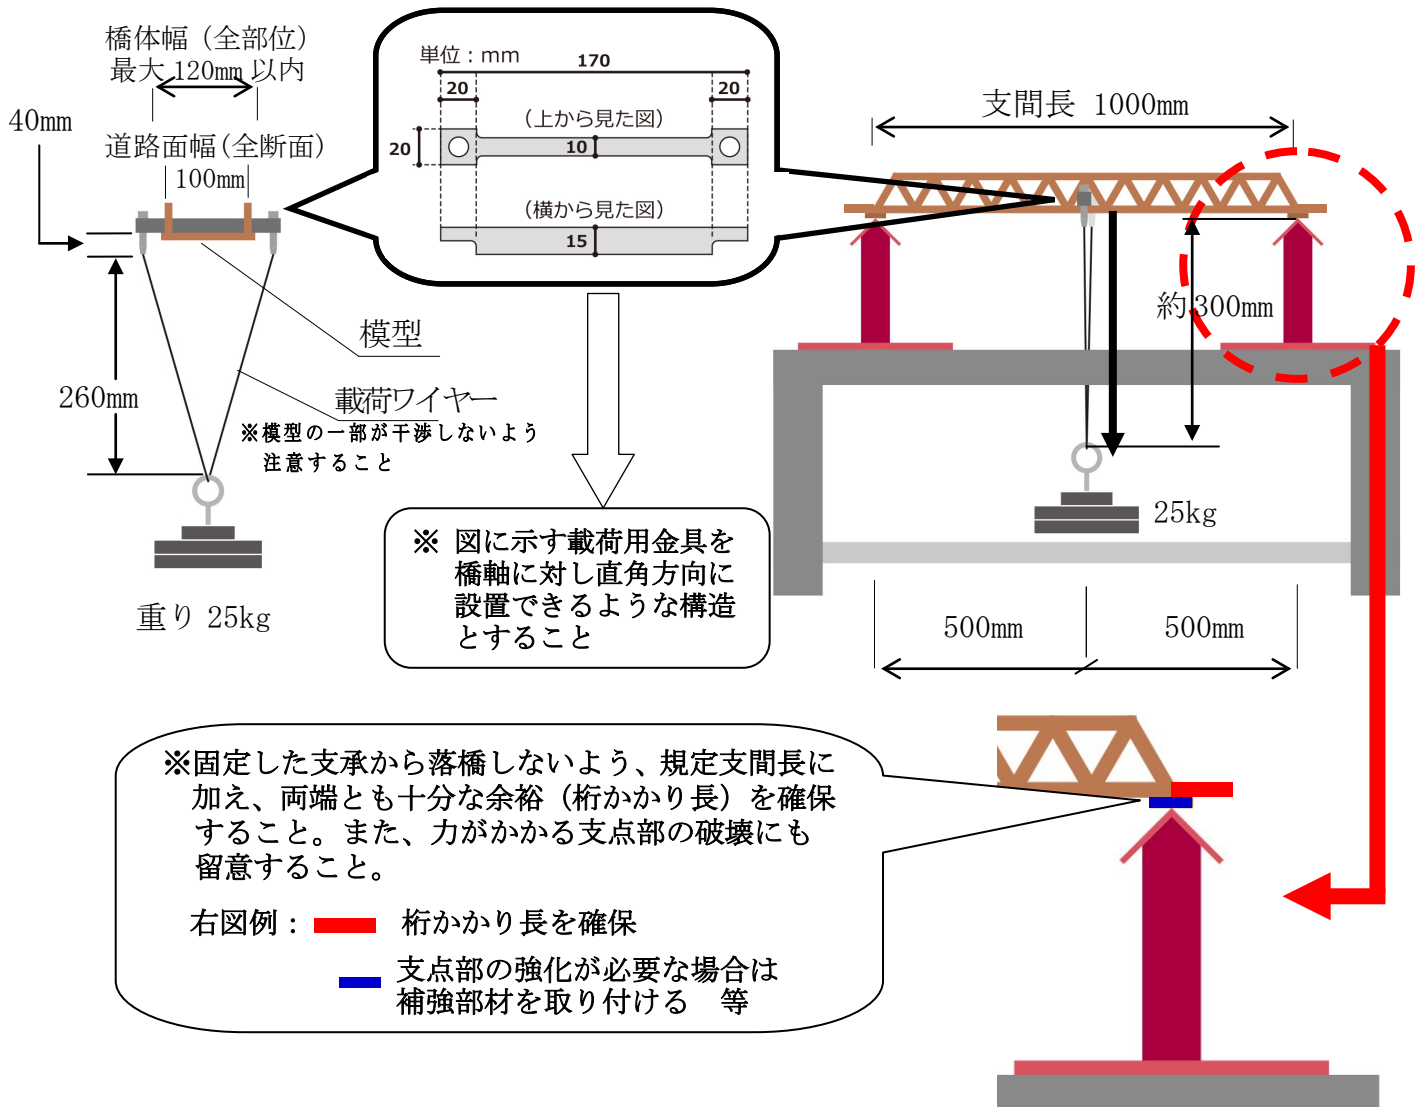 橋体幅（全部位）
最大 120mm 以内
40mm
道路面幅（全断面）
100mm
260mm
模型
載荷ワイヤー
※模型の一部が干渉しないよう
注意すること
重り 25kg
単位：mm
170
20
20
（上から見た図）
20
10
（横から見た図）
15
※ 図に示す載荷用金具を
橋軸に対し直角方向に
設置できるような構造
とすること
支間長 1000mm
約300mm
25kg
500mm
500mm
※固定した支承から落橋しないよう、規定支間長に
加え、両端とも十分な余裕（桁かかり長）を確保
すること。また、力がかかる支点部の破壊にも
留意すること。
右図例： 桁かかり長を確保
支点部の強化が必要な場合は
補強部材を取り付ける 等